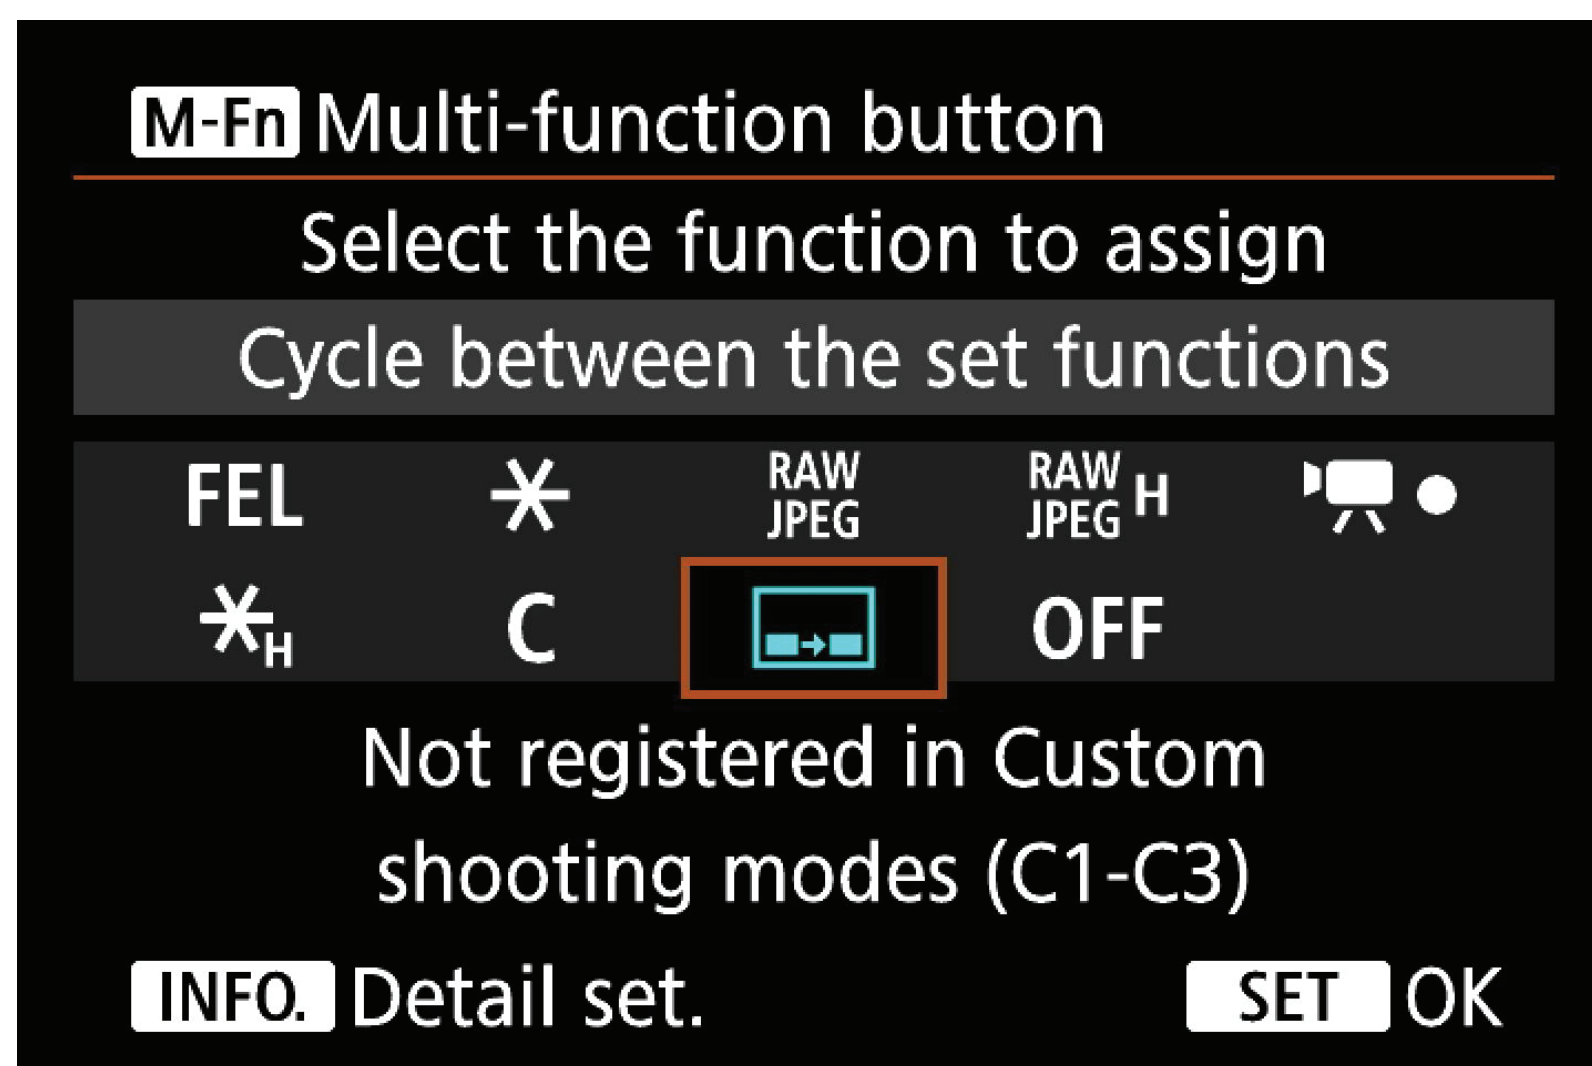 M-Fn Multi-function button
Select the function to assign
Cycle between the set functions
FEL RAW JPEG RAW JPEG H
H C OFF
Not registered in Custom
shooting modes (C1-C3)
INFO. Detail set. SET OK